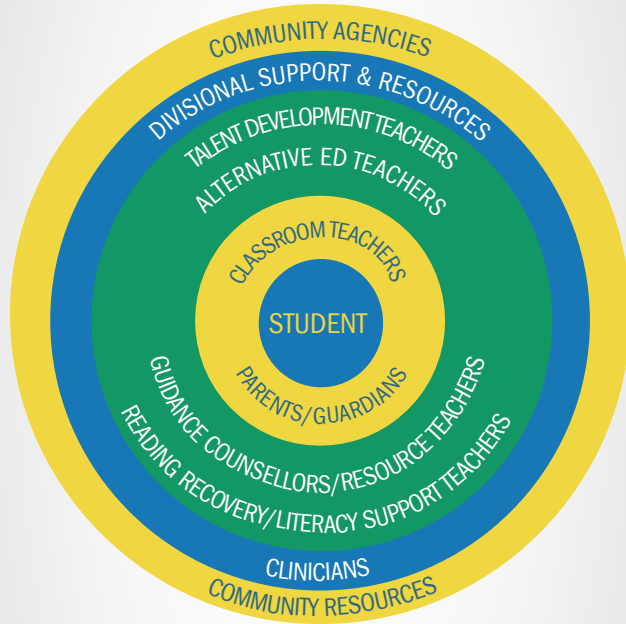 COMMUNITY AGENCIES
DIVISIONAL SUPPORT & RESOURCES
TALENT DEVELOPMENT TEACHERS
ALTERNATIVE ED TEACHERS
CLASSROOM TEACHERS
STUDENT
PARENTS/GUARDIANS
GUIDANCE COUNSELLORS/RESOURCE TEACHERS
READING RECOVERY/LITERACY SUPPORT TEACHERS
CLINICIANS
COMMUNITY RESOURCES